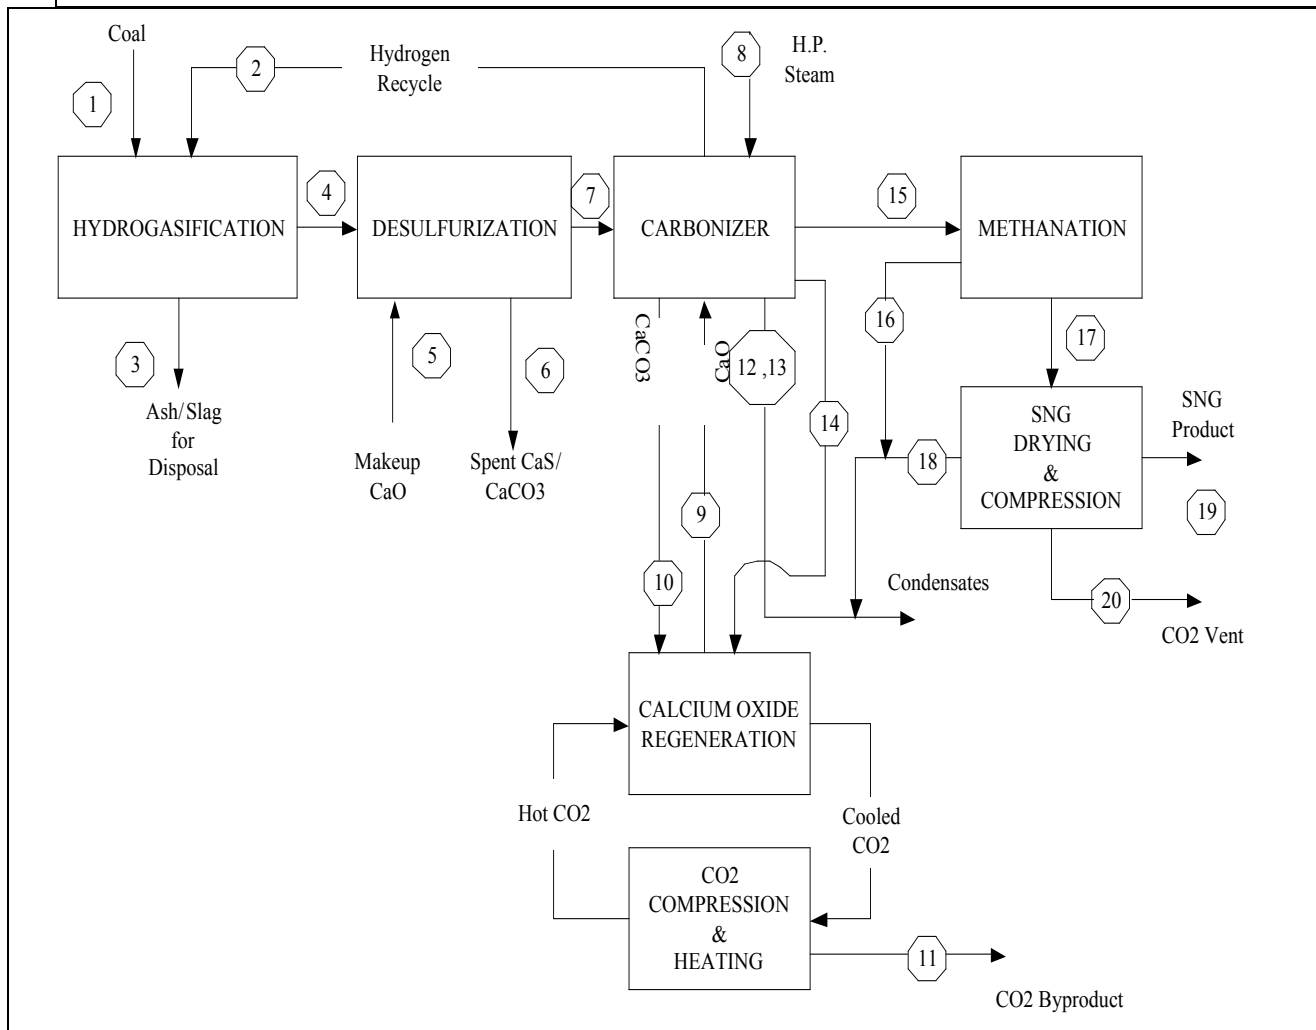 Coal
1
2
Hydrogen
Recycle
8
H.P.
Steam
HYDROGASIFICATION
4
DESULFURIZATION
7
CARBONIZER
15
METHANATION
3
Ash/Slag
for
Disposal
5
Makeup
CaO
6
Spent CaS/
CaCO3
CaCO3
CaO
12 ,13
14
16
17
SNG
DRYING
&
COMPRESSION
SNG
Product
18
19
9
10
Condensates
20
CO2 Vent
CALCIUM OXIDE
REGENERATION
Hot CO2
Cooled
CO2
CO2
COMPRESSION
&
HEATING
11
CO2 Byproduct